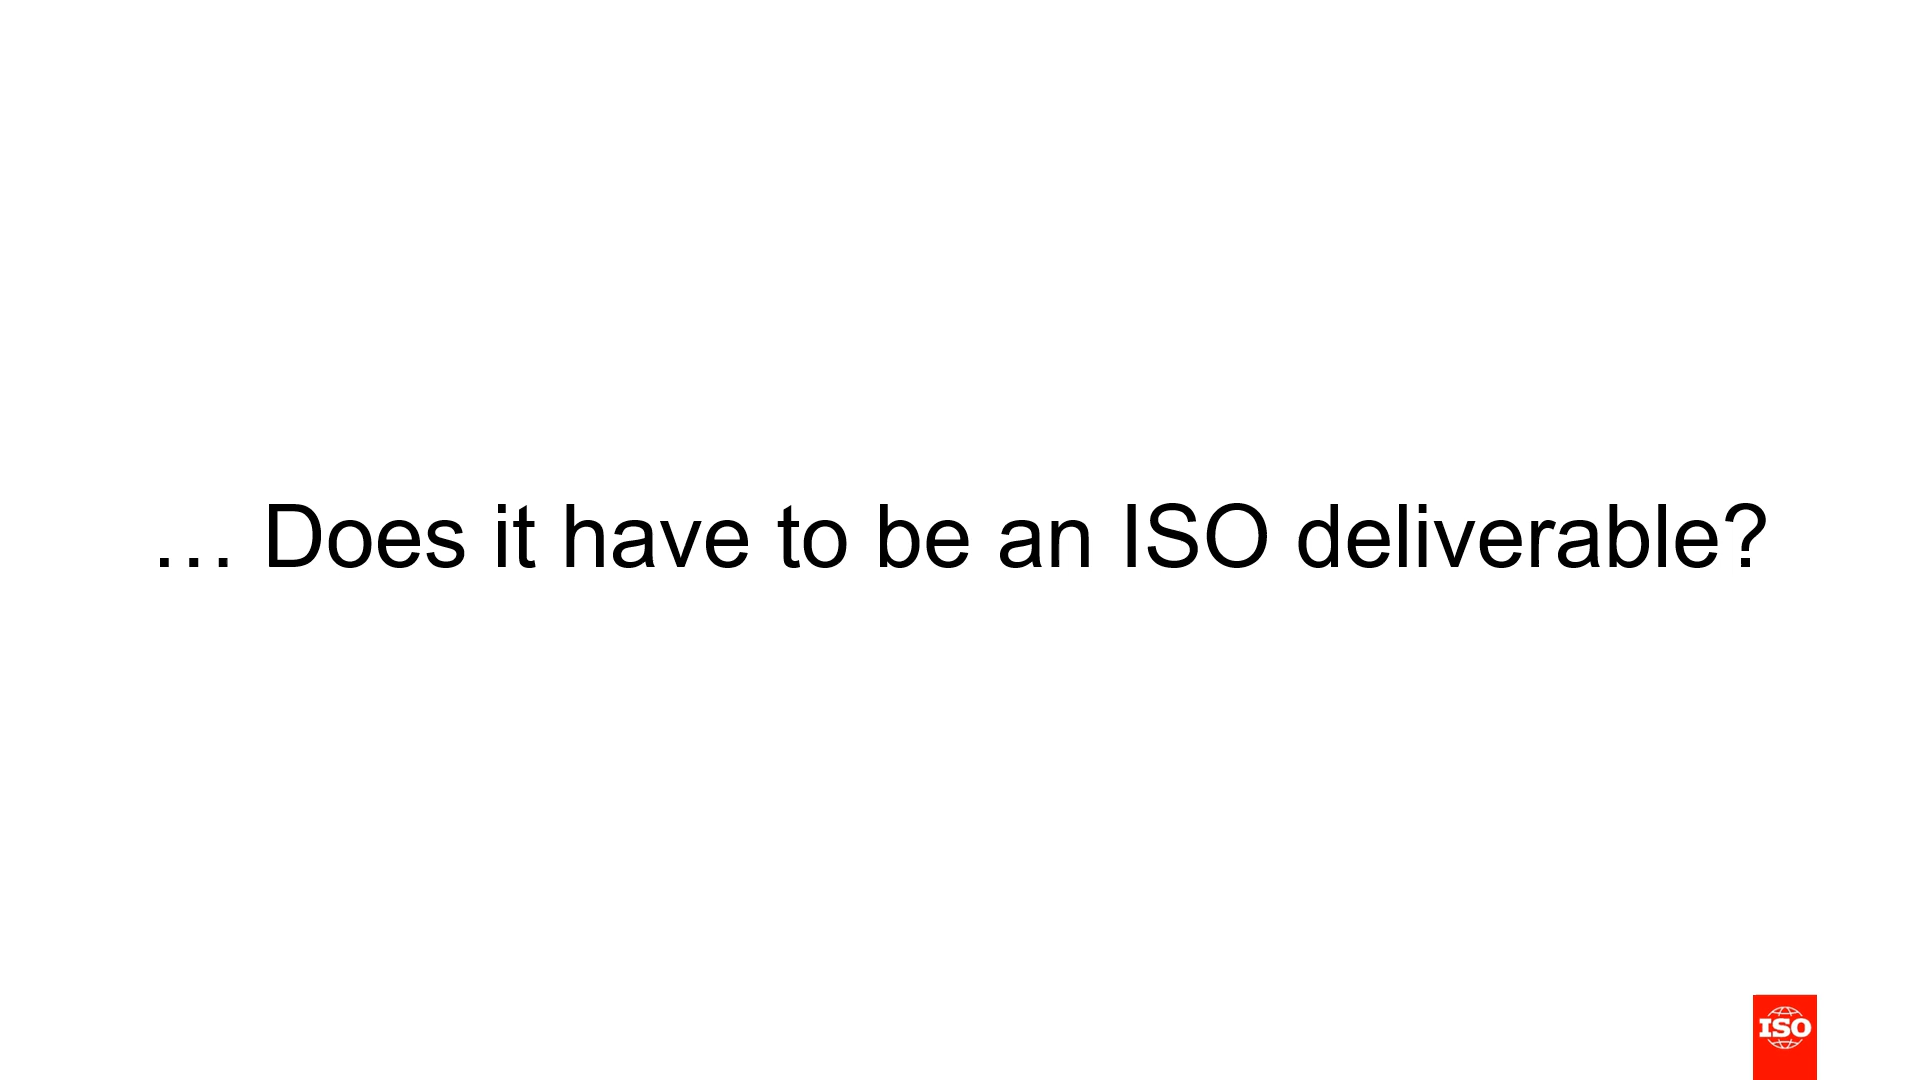 … Does it have to be an ISO deliverable?
ISO